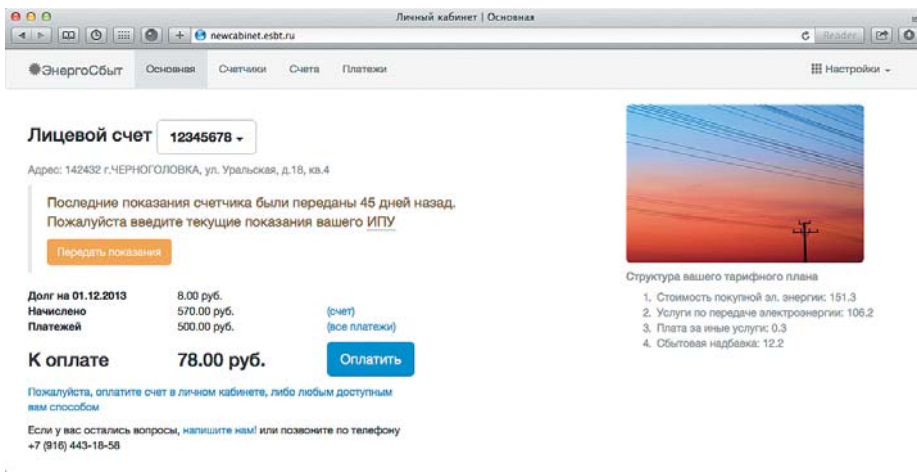 Личный кабинет | Основная
newcabinet.esbt.ru
Reader
ЭнергоСбыт Основная Счетчики Счета Платежи Настройки
Лицевой счет 12345678
Адрес: 142432 г.ЧЕРНОГОЛОВКА, ул. Уральская, д.18, кв.4
Последние показания счетчика были переданы 45 дней назад.
Пожалуйста введите текущие показания вашего ИПУ
Передать показания
Долг на 01.12.2013 8.00 руб.
Начислено 570.00 руб. (счет)
Платежей 500.00 руб. (все платежи)
К оплате 78.00 руб. Оплатить
Пожалуйста, оплатите счет в личном кабинете, либо любым доступным
вам способом
Если у вас остались вопросы, напишите нам! или позвоните по телефону
+7 (916) 443-18-58
Структура вашего тарифного плана
1. Стоимость покупной эл. энергии: 151.3
2. Услуги по передаче электроэнергии: 106.2
3. Плата за иные услуги: 0.3
4. Сбытовая надбавка: 12.2